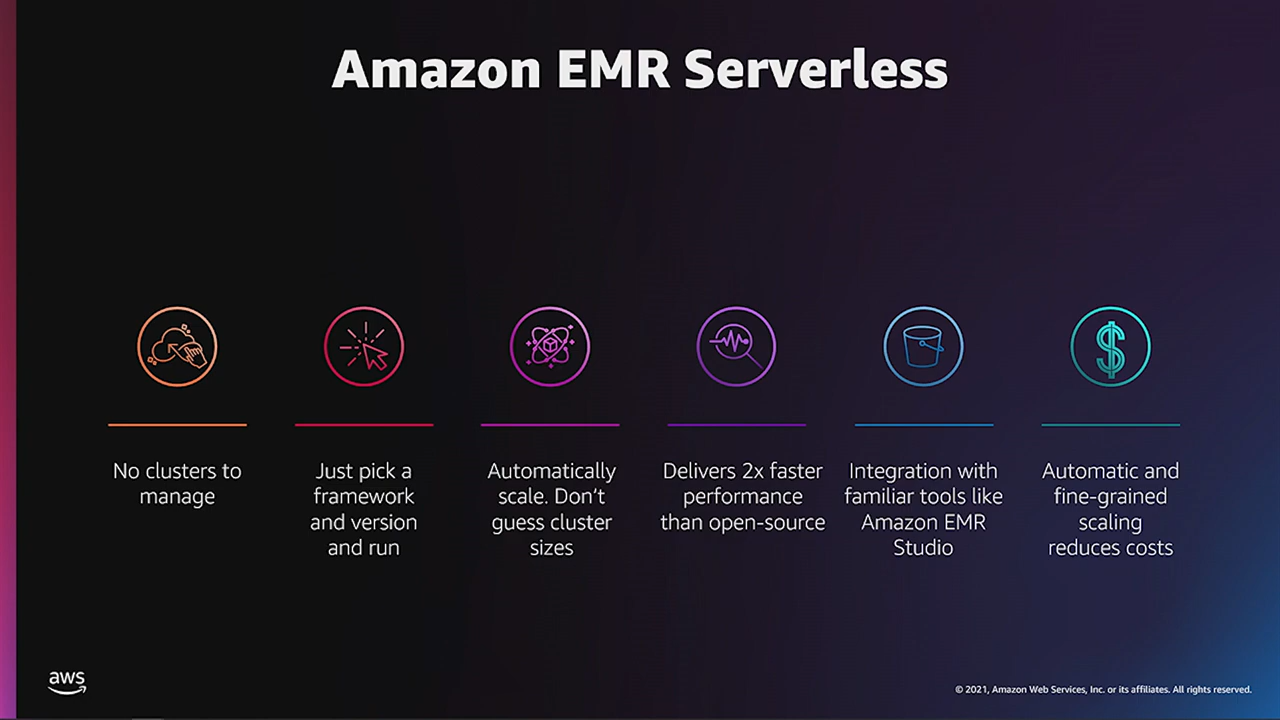 Amazon EMR Serverless
No clusters to
manage
Just pick a
framework
and version
and run
Automatically
scale. Don’t
guess cluster
sizes
Delivers 2x faster
performance
than open-source
Integration with
familiar tools like
Amazon EMR
Studio
Automatic and
fine-grained
scaling
reduces costs
aws
© 2021, Amazon Web Services, Inc. or its affiliates. All rights reserved.